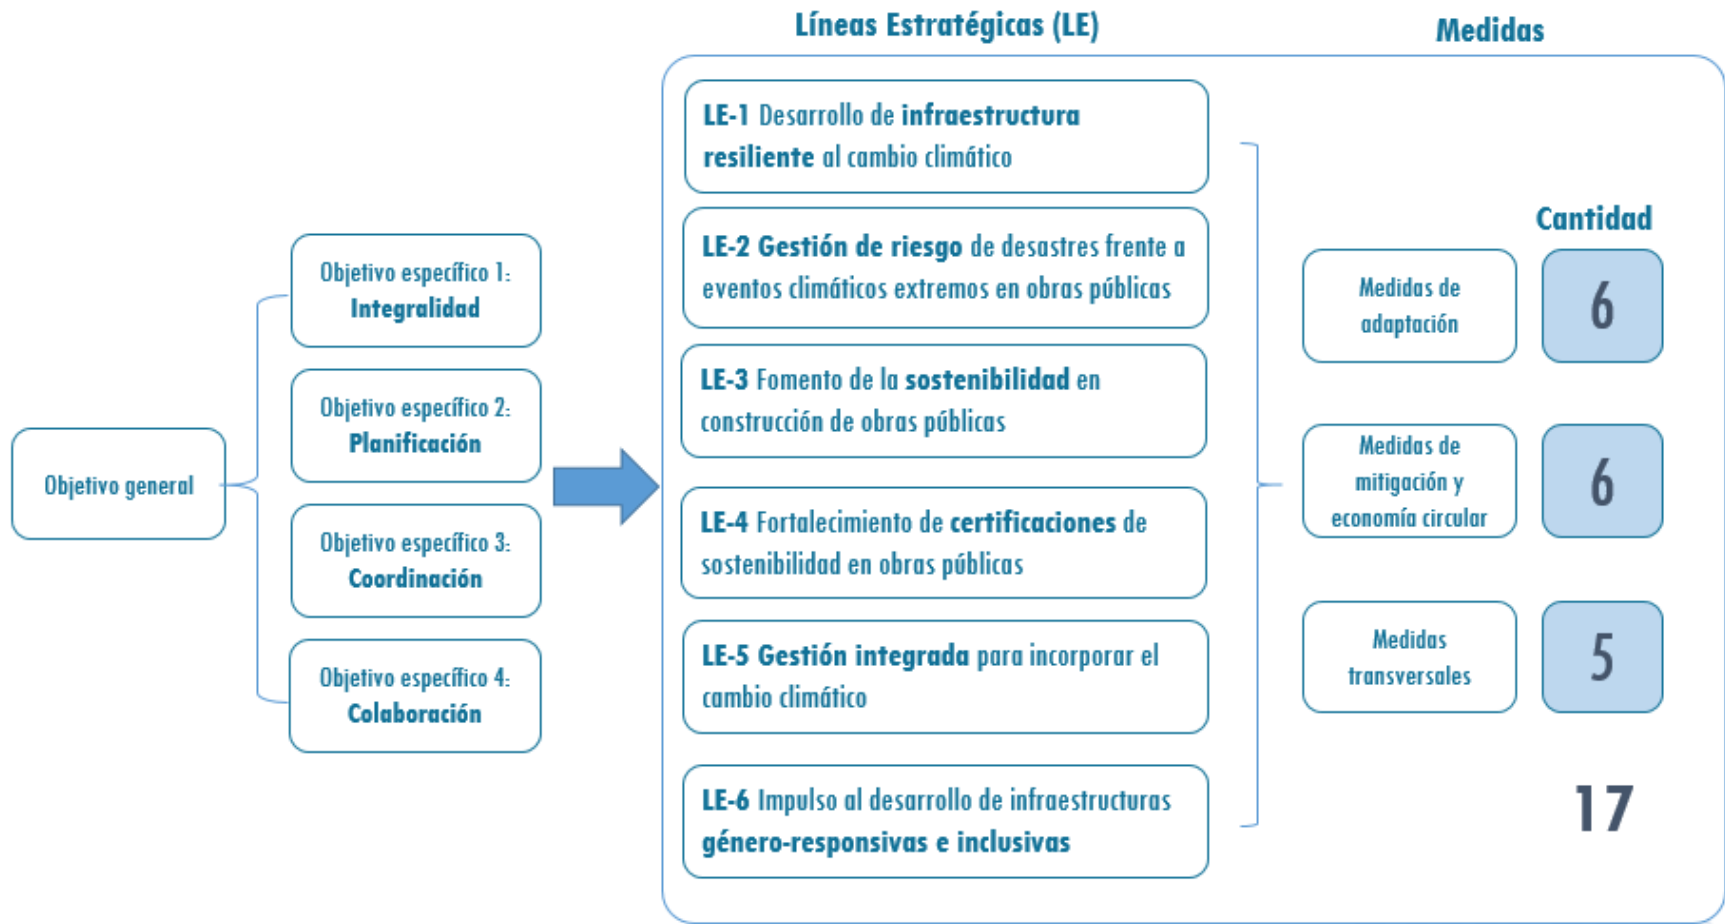 Líneas Estratégicas (LE)
Medidas
Objetivo general
Objetivo específico 1:
Integralidad
Objetivo específico 2:
Planificación
Objetivo específico 3:
Coordinación
Objetivo específico 4:
Colaboración
LE-1 Desarrollo de infraestructura
resiliente al cambio climático
LE-2 Gestión de riesgo de desastres frente a
eventos climáticos extremos en obras públicas
LE-3 Fomento de la sostenibilidad en
construcción de obras públicas
LE-4 Fortalecimiento de certificaciones de
sostenibilidad en obras públicas
LE-5 Gestión integrada para incorporar el
cambio climático
LE-6 Impulso al desarrollo de infraestructuras
género-responsivas e inclusivas
Cantidad
Medidas de
adaptación
6
Medidas de
mitigación y
economía circular
6
Medidas
transversales
5
17